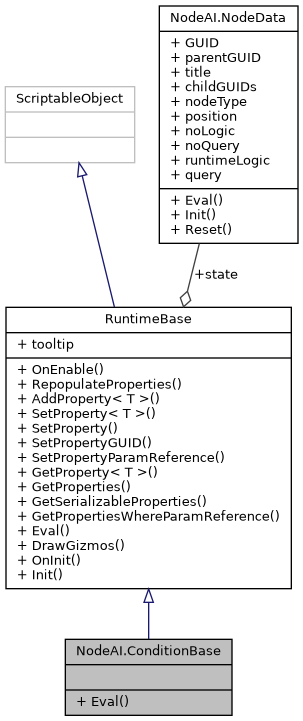 NodeAI.NodeData
+ GUID
+ parentGUID
+ title
+ childGUIDs
+ nodeType
+ position
+ noLogic
+ noQuery
+ runtimeLogic
+ query
+ Eval()
+ Init()
+ Reset()
ScriptableObject
+state
RuntimeBase
+ tooltip
+ OnEnable()
+ RepopulateProperties()
+ AddProperty< T >()
+ SetProperty< T >()
+ SetProperty()
+ SetPropertyGUID()
+ SetPropertyParamReference()
+ GetProperty< T >()
+ GetProperties()
+ GetSerializableProperties()
+ GetPropertiesWhereParamReference()
+ Eval()
+ DrawGizmos()
+ OnInit()
+ Init()
NodeAI.ConditionBase
+ Eval()